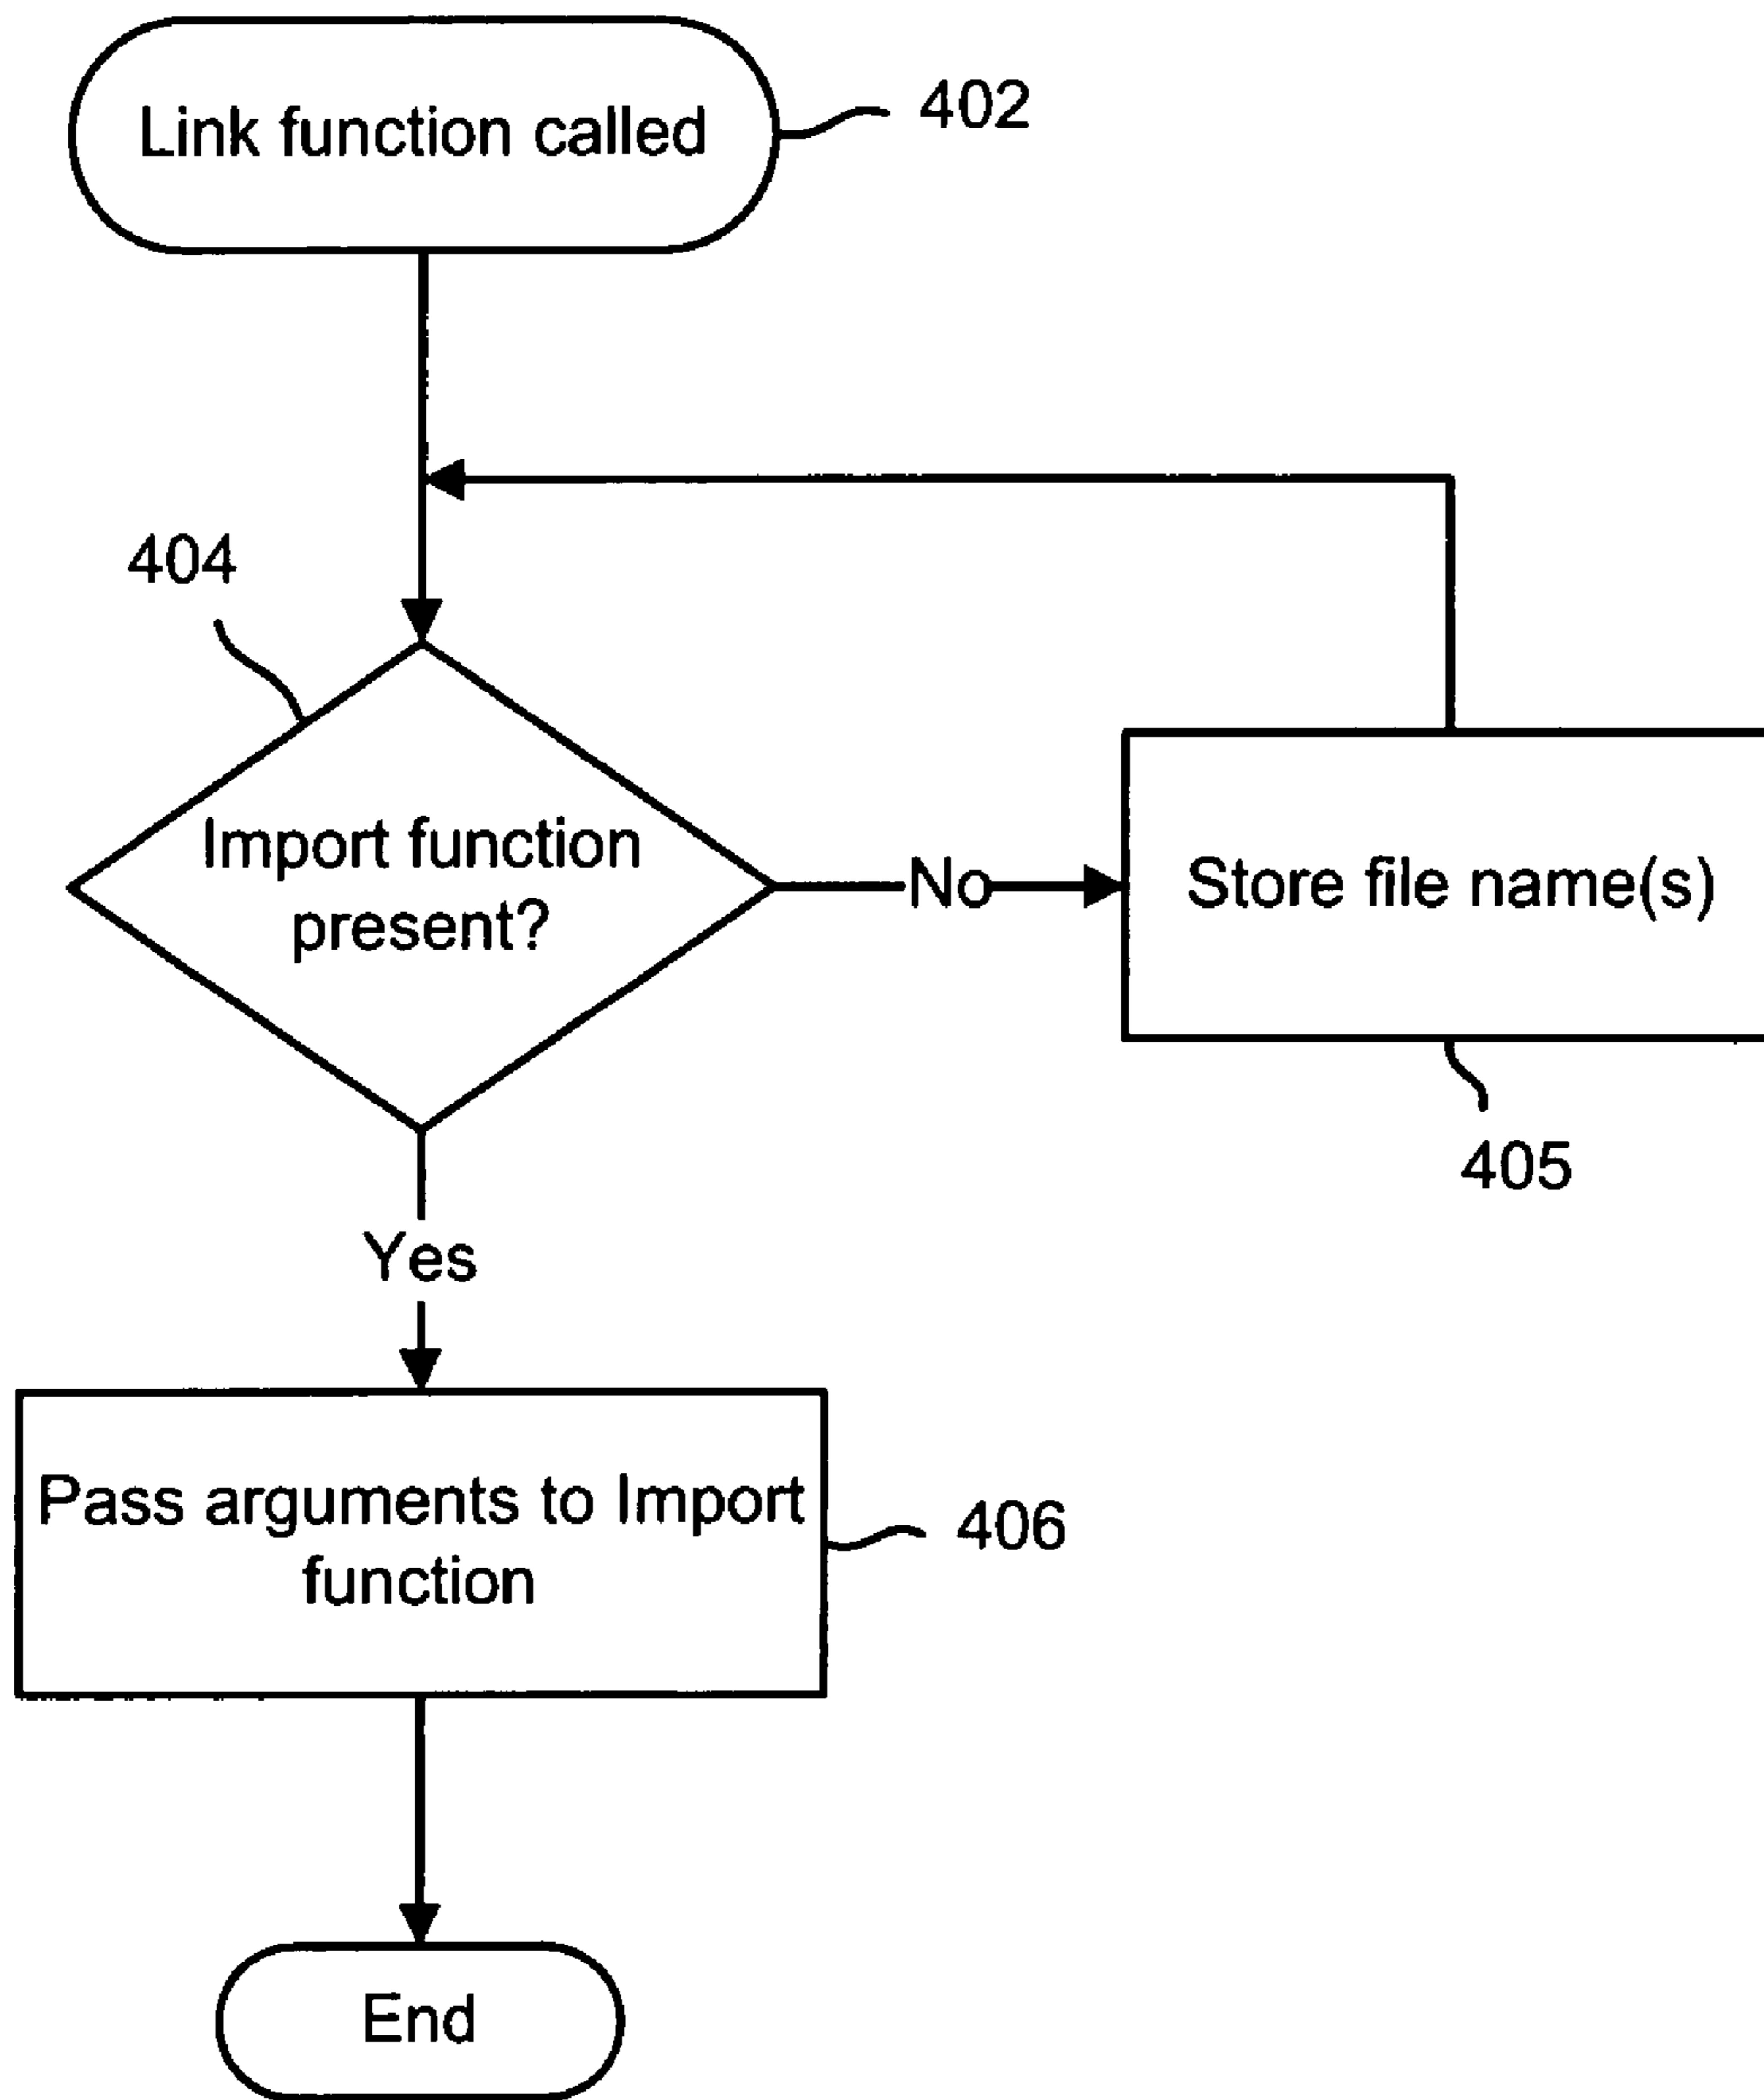 Link function called
402
404
Import function
present?
No
Store file name(s)
405
Yes
Pass arguments to Import
function
406
End